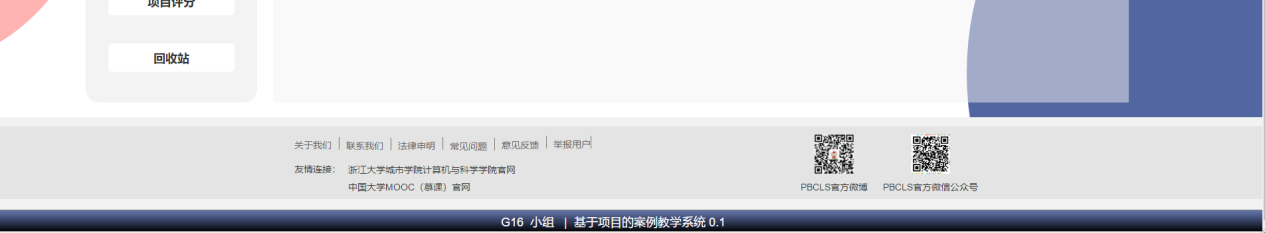 项目评分
回收站
关于我们 | 联系我们 | 法律申明 | 常见问题 | 意见反馈 | 举报用户|
友情连接： 浙江大学城市学院计算机与科学学院官网
中国大学MOOC（慕课）官网
PBCLS官方微博 PBCLS官方微信公众号
G16 小组 | 基于项目的案例教学系统 0.1